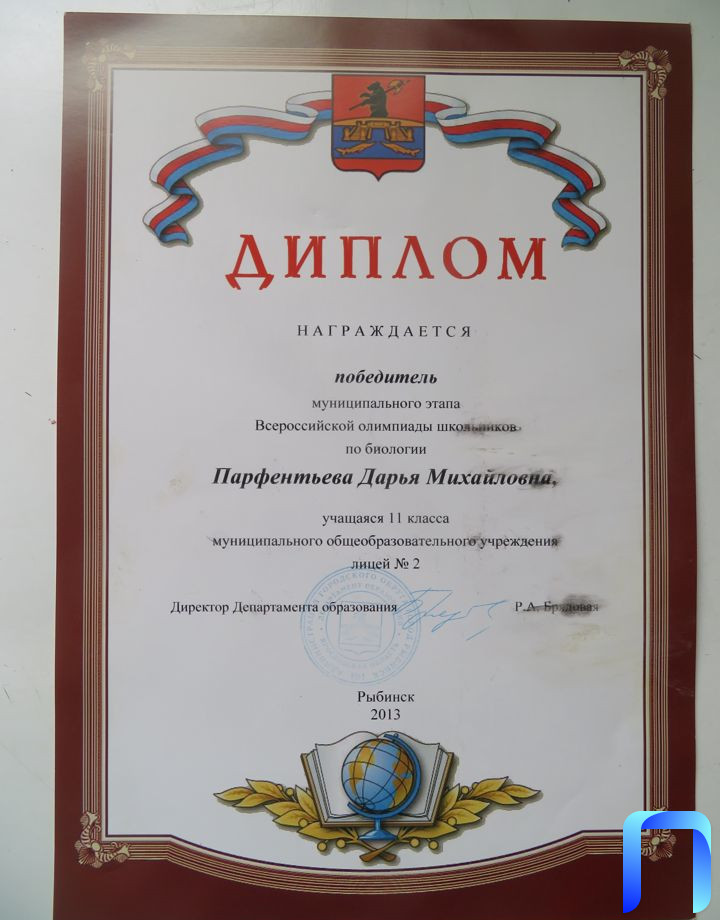 ДИПЛОМ
НАГРАЖДАЕТСЯ
победитель
муниципального этапа
Всероссийской олимпиады школьников
по биологии
Парфентьева Дарья Михайловна,
учащаяся 11 класса
муниципального общеобразовательного учреждения
лицей № 2
Директор Департамента образования Р.А. Брядовая
Рыбинск
2013